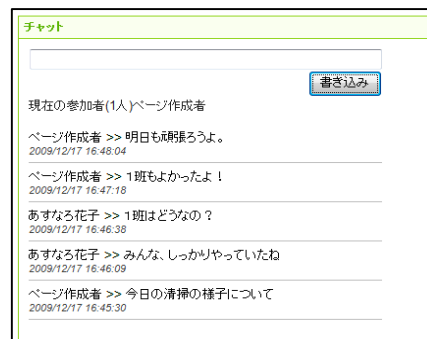 チャット
書き込み
現在の参加者(1人)ページ作成者
ページ作成者 >> 明日も頑張ろうよ。
2009/12/17 16:48:04
ページ作成者 >> 1班もよかったよ！
2009/12/17 16:47:18
あすなろ花子 >> 1班はどうなの？
2009/12/17 16:46:38
あすなろ花子 >> みんな、しっかりやっていたね
2009/12/17 16:46:09
ページ作成者 >> 今日の清掃の様子について
2009/12/17 16:45:30